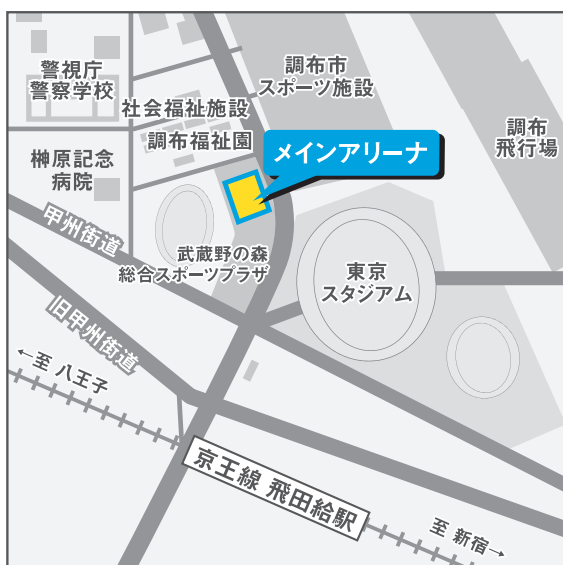 警視庁
警察学校
調布市
スポーツ施設
社会福祉施設
調布福祉園
調布
飛行場
メインアリーナ
榊原記念
病院
甲州街道
武蔵野の森
総合スポーツプラザ
東京
スタジアム
旧甲州街道
←至 八王子
京王線 飛田給駅
至 新宿→